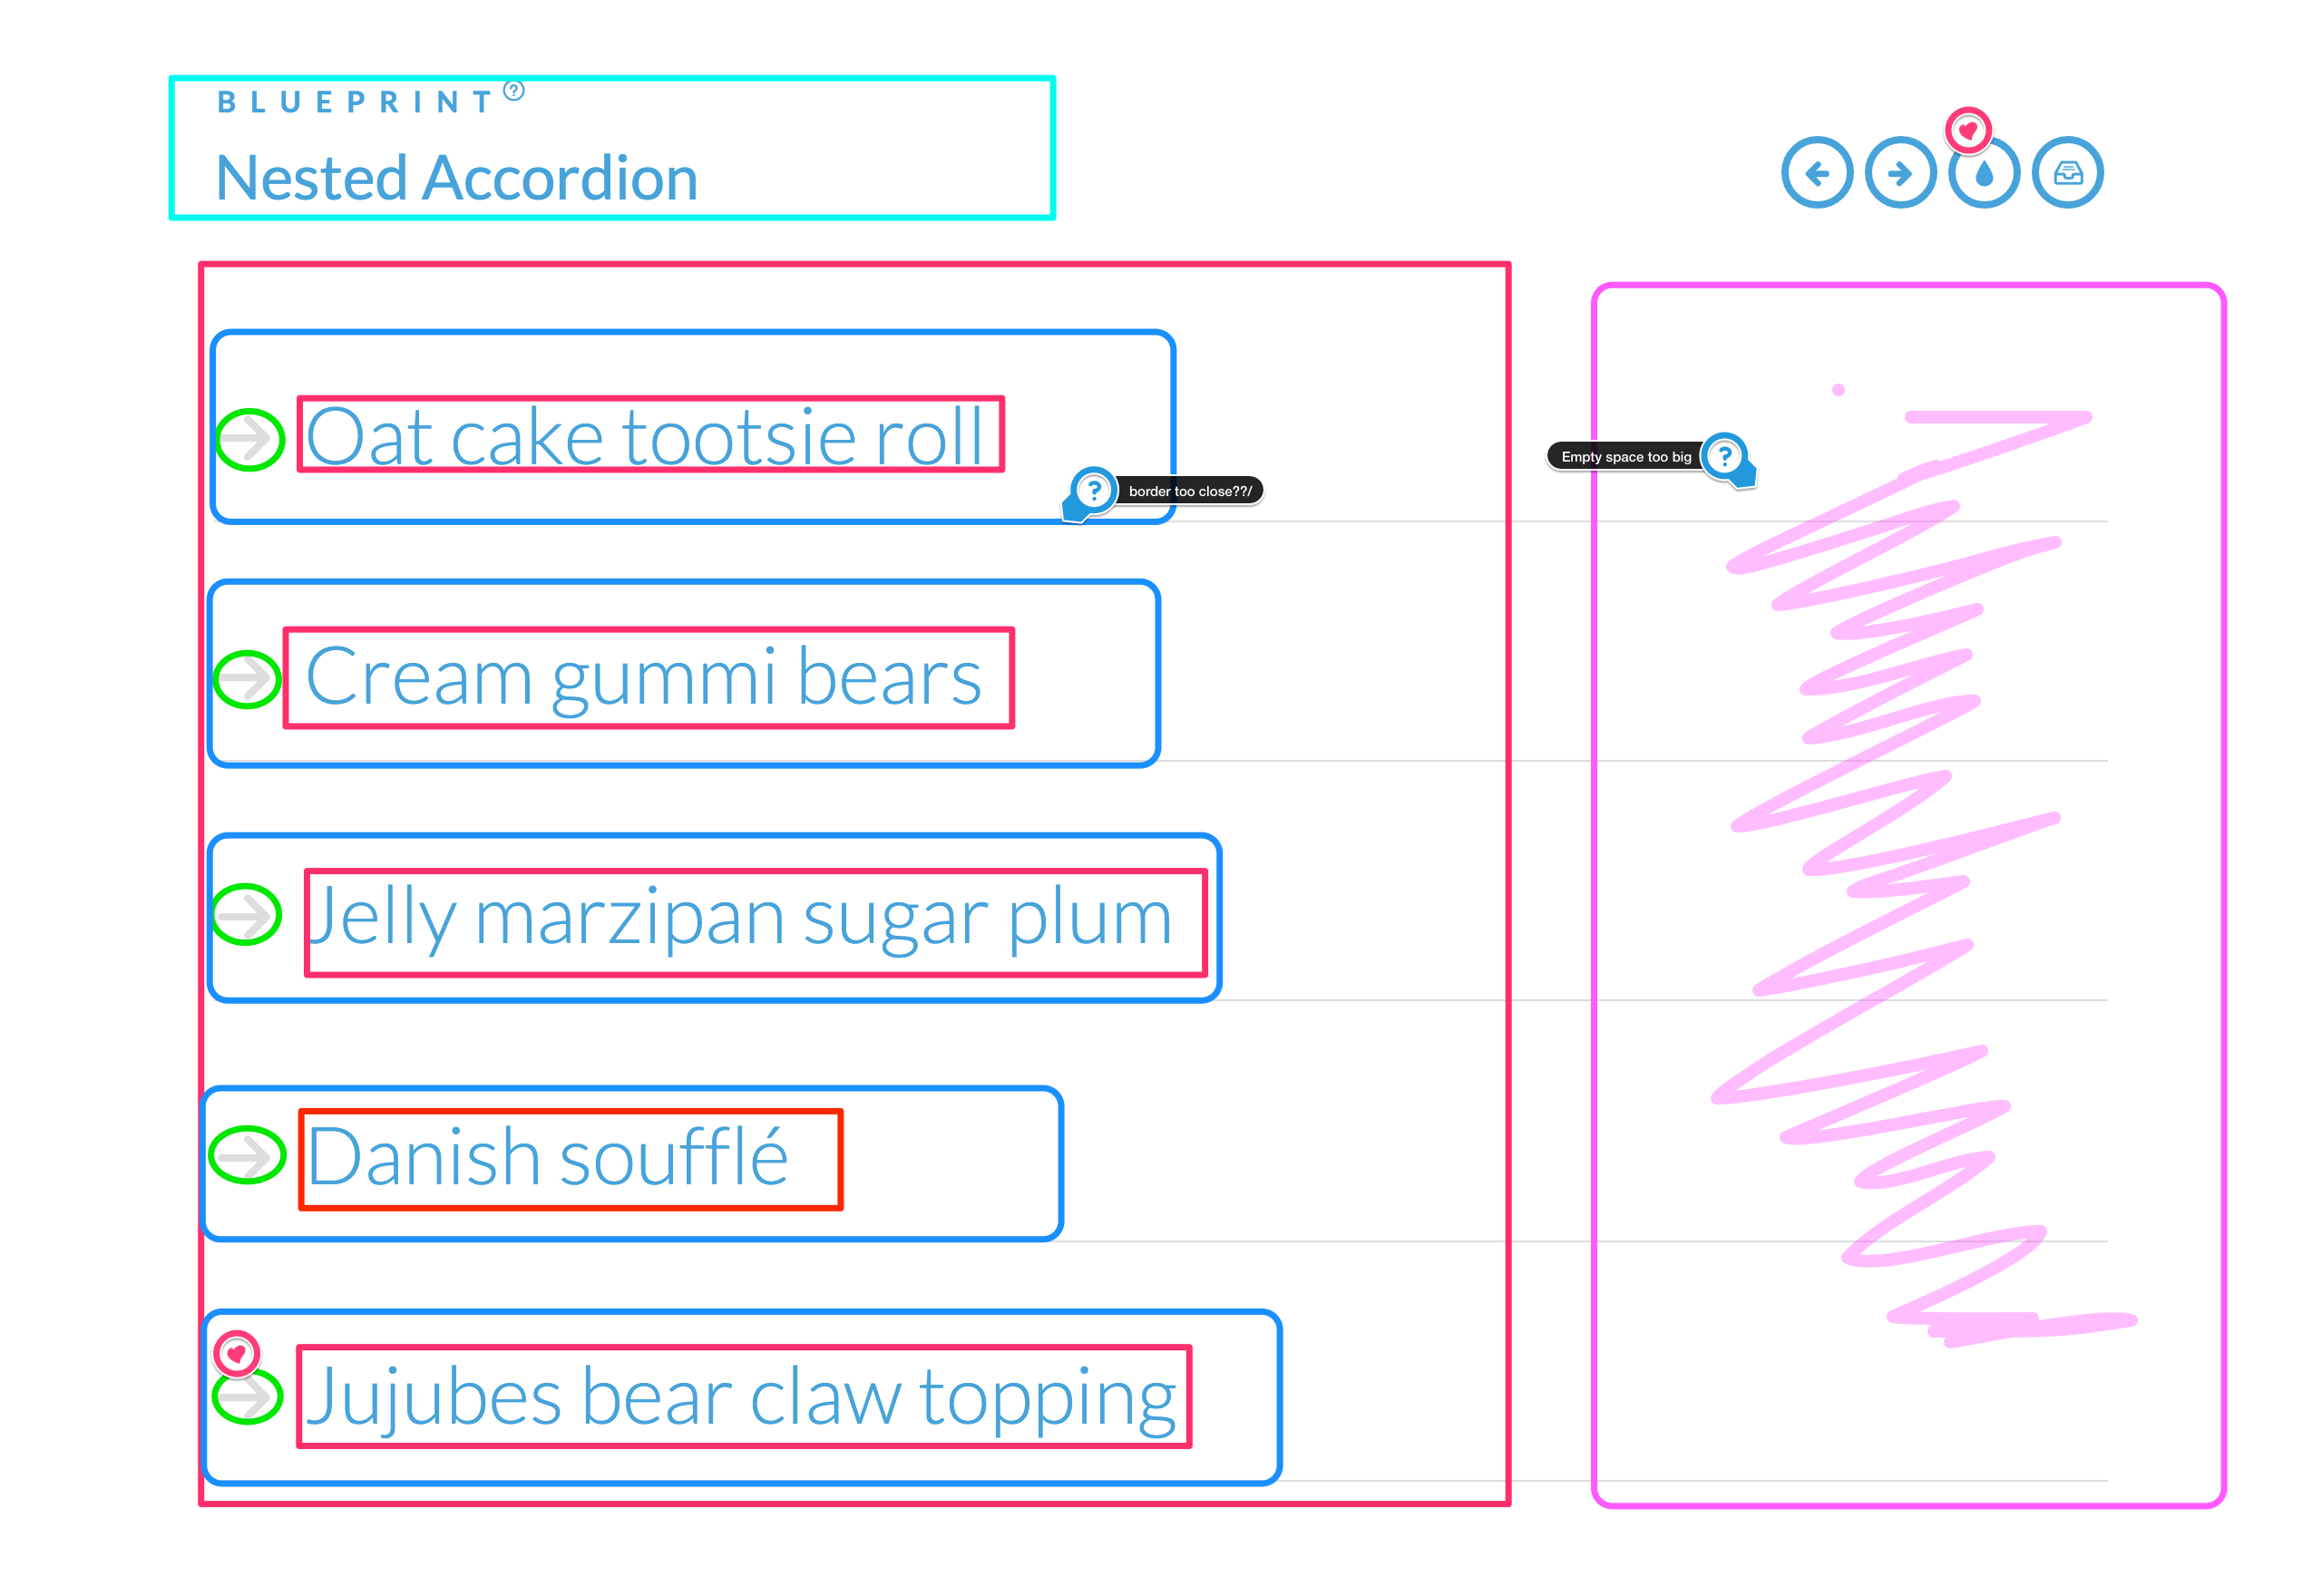 BLUEPRINT?
Nested Accordion
Oat cake tootsie roll
? border too close??/
Empty space too big ?
Cream gummi bears
Jelly marzipan sugar plum
Danish soufflé
Jujubes bear claw topping